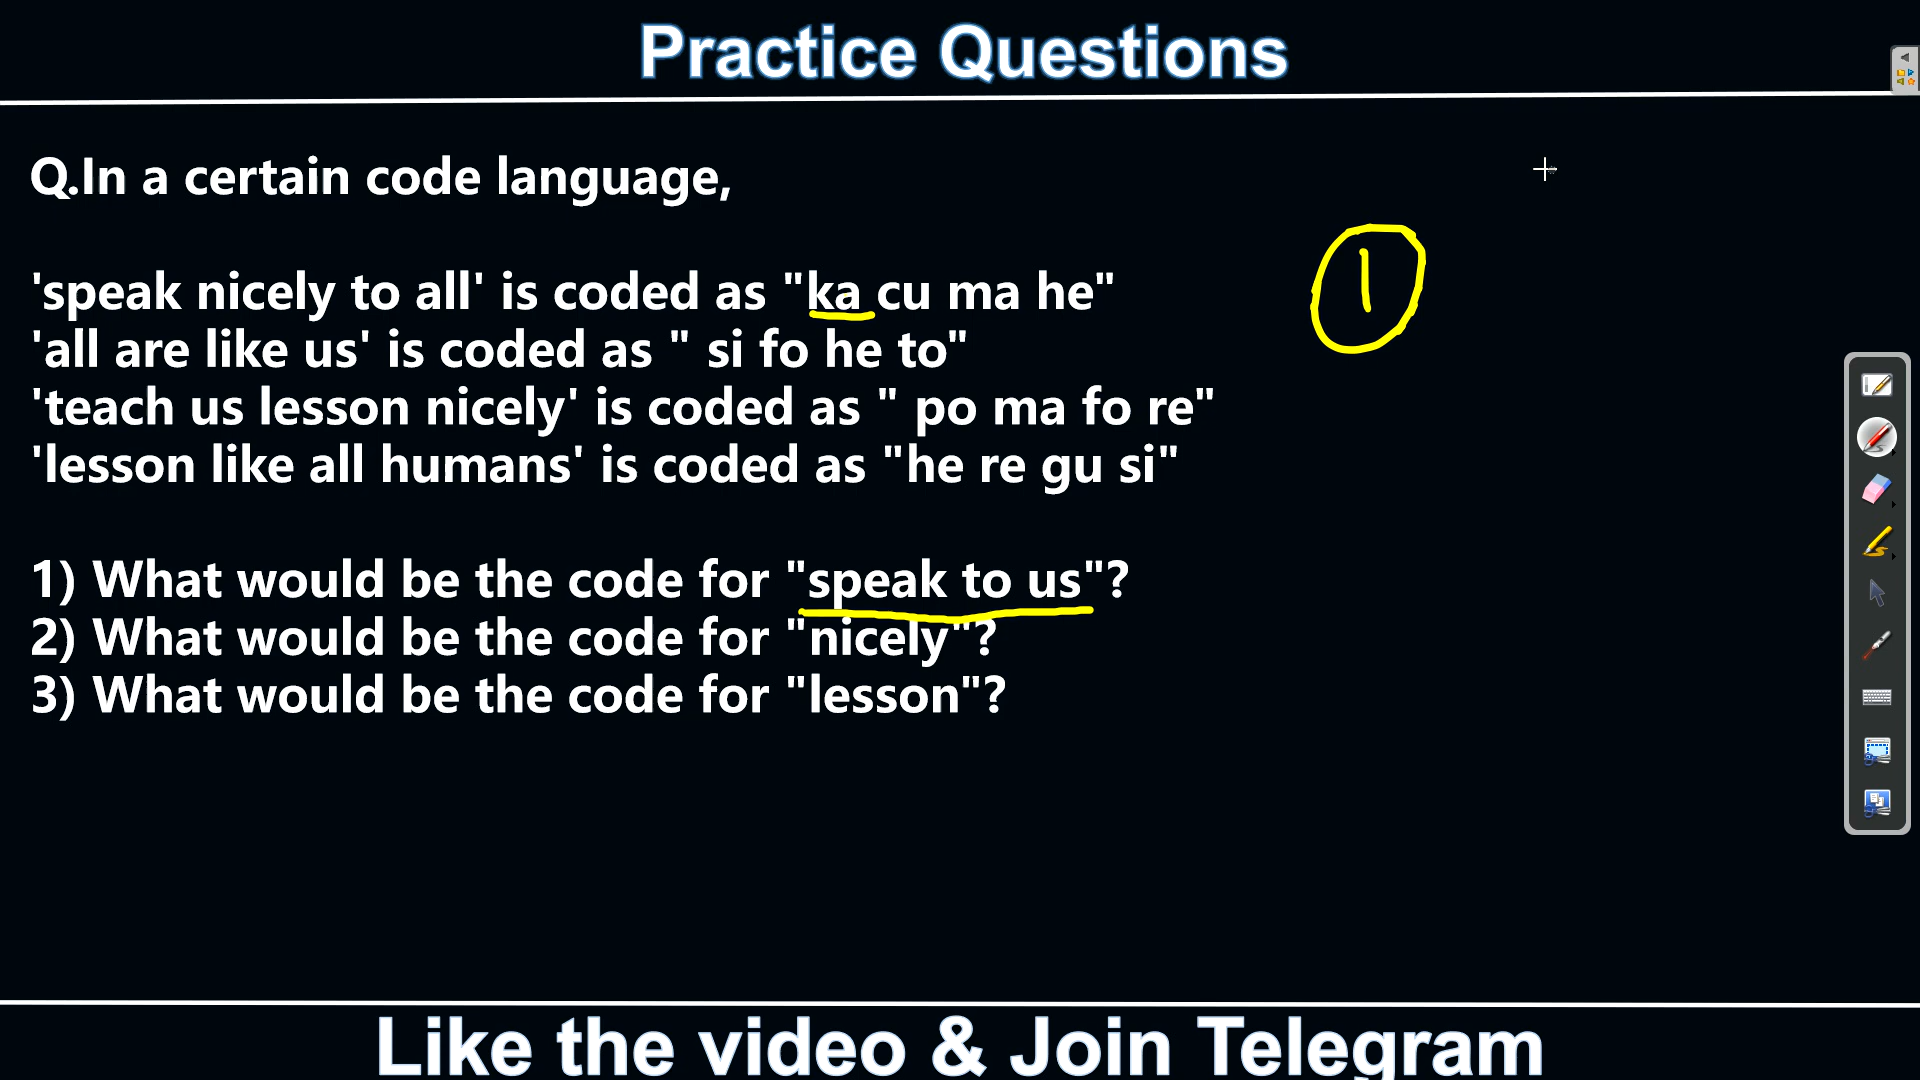 Practice Questions
Q.In a certain code language,
'speak nicely to all' is coded as "ka cu ma he"
1
'all are like us' is coded as " si fo he to"
'teach us lesson nicely' is coded as " po ma fo re"
'lesson like all humans' is coded as "he re gu si"
1) What would be the code for "speak to us"?
2) What would be the code for "nicely"?
3) What would be the code for "lesson"?
Like the video & Join Telegram